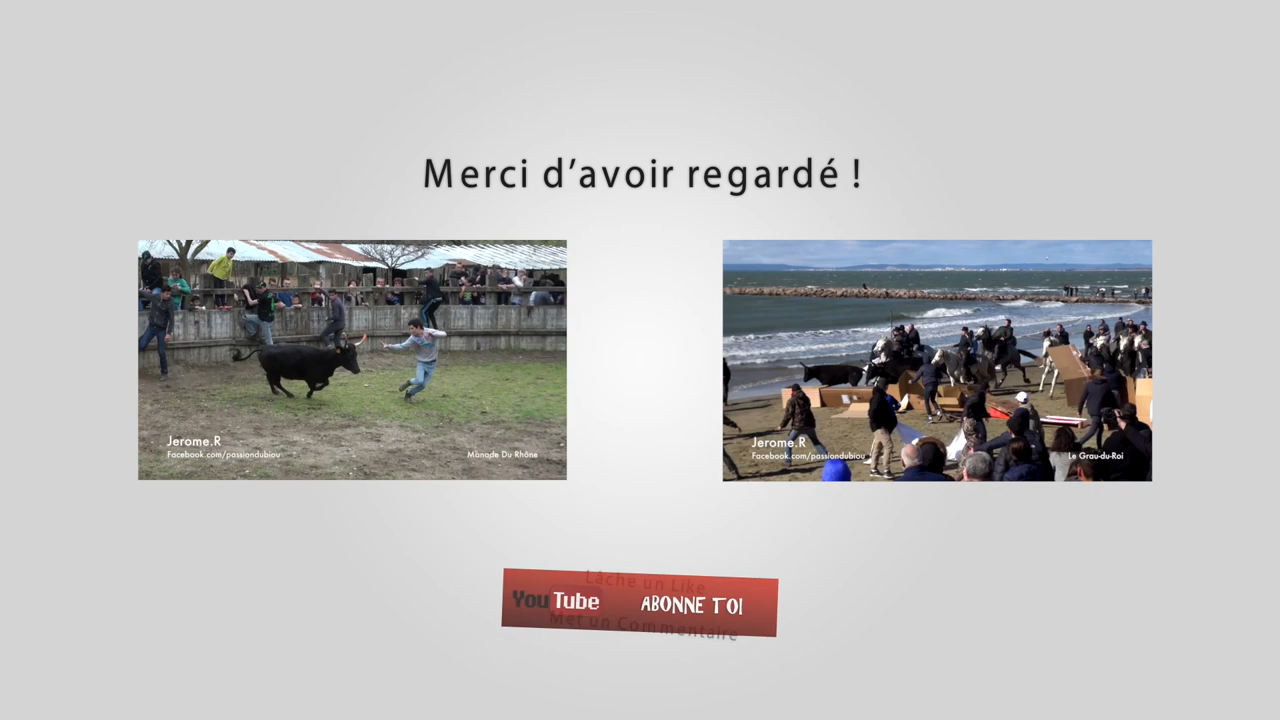 Merci d’avoir regardé !
Jerome.R
Facebook.com/passiondubiou
Manade Du Rhône
Jerome.R
Facebook.com/passiondubiou
Le Grau-du-Roi
Lâche un Like
YouTube ABONNE TOI
Met un Commentaire